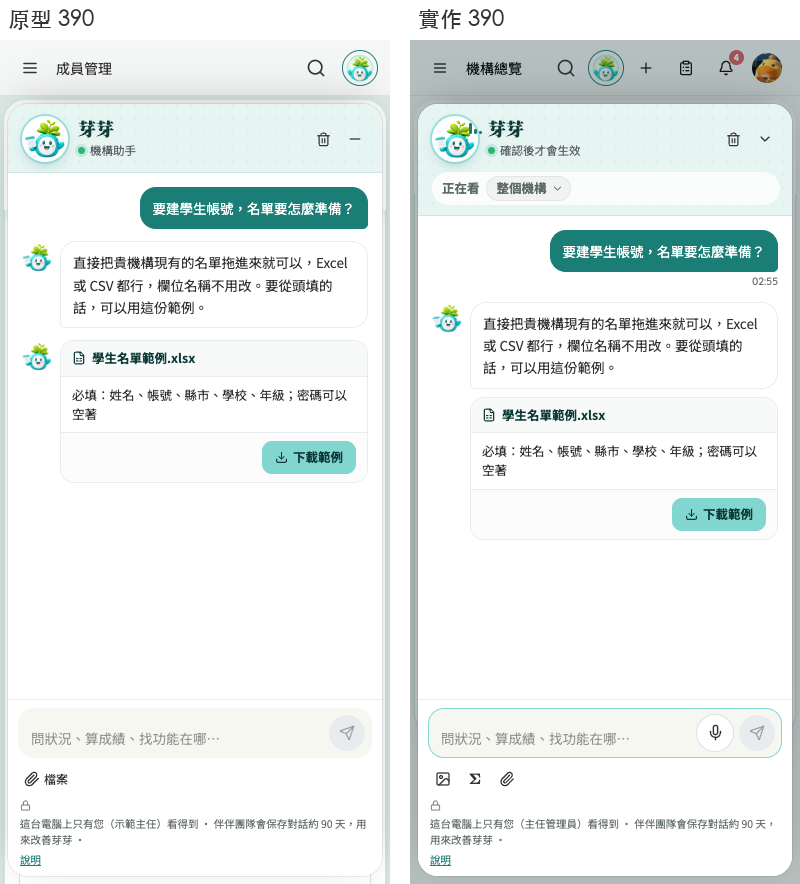 原型 390
成員管理
芽芽
機構助手
要建學生帳號，名單要怎麼準備？
直接把貴機構現有的名單拖進來就可以，Excel
或 CSV 都行，欄位名稱不用改。要從頭填的
話，可以用這份範例。
學生名單範例.xlsx
必填：姓名、帳號、縣市、學校、年級；密碼可以
空著
下載範例
問狀況、算成績、找功能在哪…
檔案
這台電腦上只有您（示範主任）看得到 · 伴伴團隊會保存對話約 90 天，用
來改善芽芽 ·
說明
實作 390
機構總覽
4
芽芽
確認後才會生效
正在看 整個機構
要建學生帳號，名單要怎麼準備？
02:55
直接把貴機構現有的名單拖進來就可以，Excel
或 CSV 都行，欄位名稱不用改。要從頭填的
話，可以用這份範例。
學生名單範例.xlsx
必填：姓名、帳號、縣市、學校、年級；密碼可以
空著
下載範例
問狀況、算成績、找功能在哪…
這台電腦上只有您（主任管理員）看得到 · 伴伴團隊會保存對話約 90 天，
用來改善芽芽 ·
說明